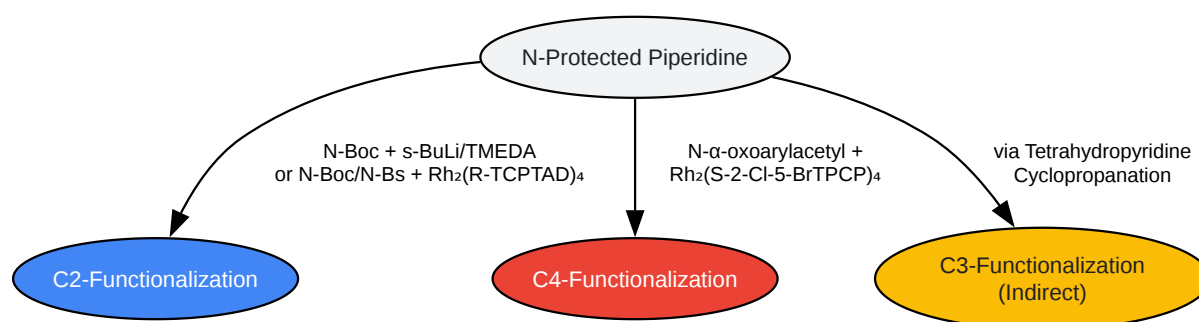 N-Protected Piperidine
N-Boc + s-BuLi/TMEDA
or N-Boc/N-Bs + Rh₂(R-TCPTAD)₄
N-α-oxoarylacetyl +
Rh₂(S-2-Cl-5-BrTPCP)₄
via Tetrahydropyridine
Cyclopropanation
C2-Functionalization
C4-Functionalization
C3-Functionalization
(Indirect)